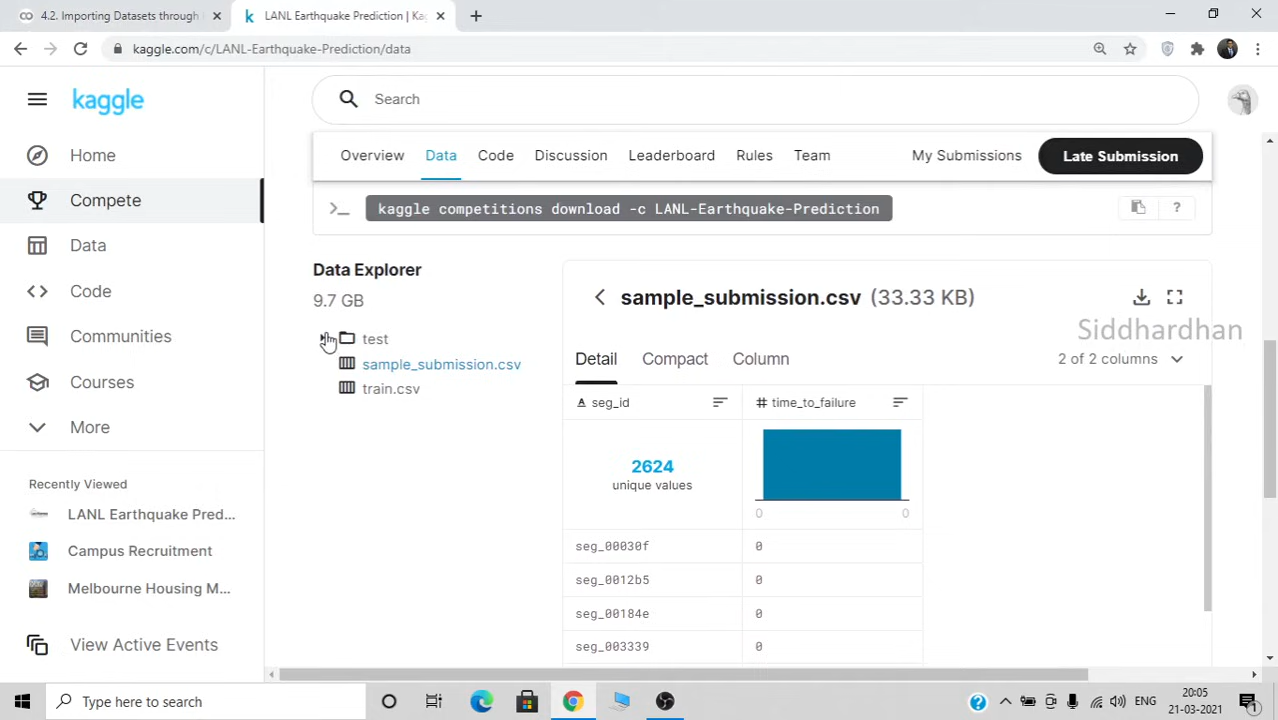 4.2. Importing Datasets through
LANL Earthquake Prediction | Kag
kaggle.com/c/LANL-Earthquake-Prediction/data
kaggle
Search
Overview
Data
Code
Discussion
Leaderboard
Rules
Team
My Submissions
Late Submission
Home
Compete
Data
Code
Communities
Courses
More
Recently Viewed
LANL Earthquake Pred...
Campus Recruitment
Melbourne Housing M...
View Active Events
>_ kaggle competitions download -c LANL-Earthquake-Prediction
?
Data Explorer
9.7 GB
test
sample_submission.csv
train.csv
sample_submission.csv (33.33 KB)
Siddhardhan
Detail
Compact
Column
2 of 2 columns
A seg_id
# time_to_failure
2624
unique values
0 0
seg_00030f 0
seg_0012b5 0
seg_00184e 0
seg_003339 0
Type here to search
?
ENG
20:05
21-03-2021
1